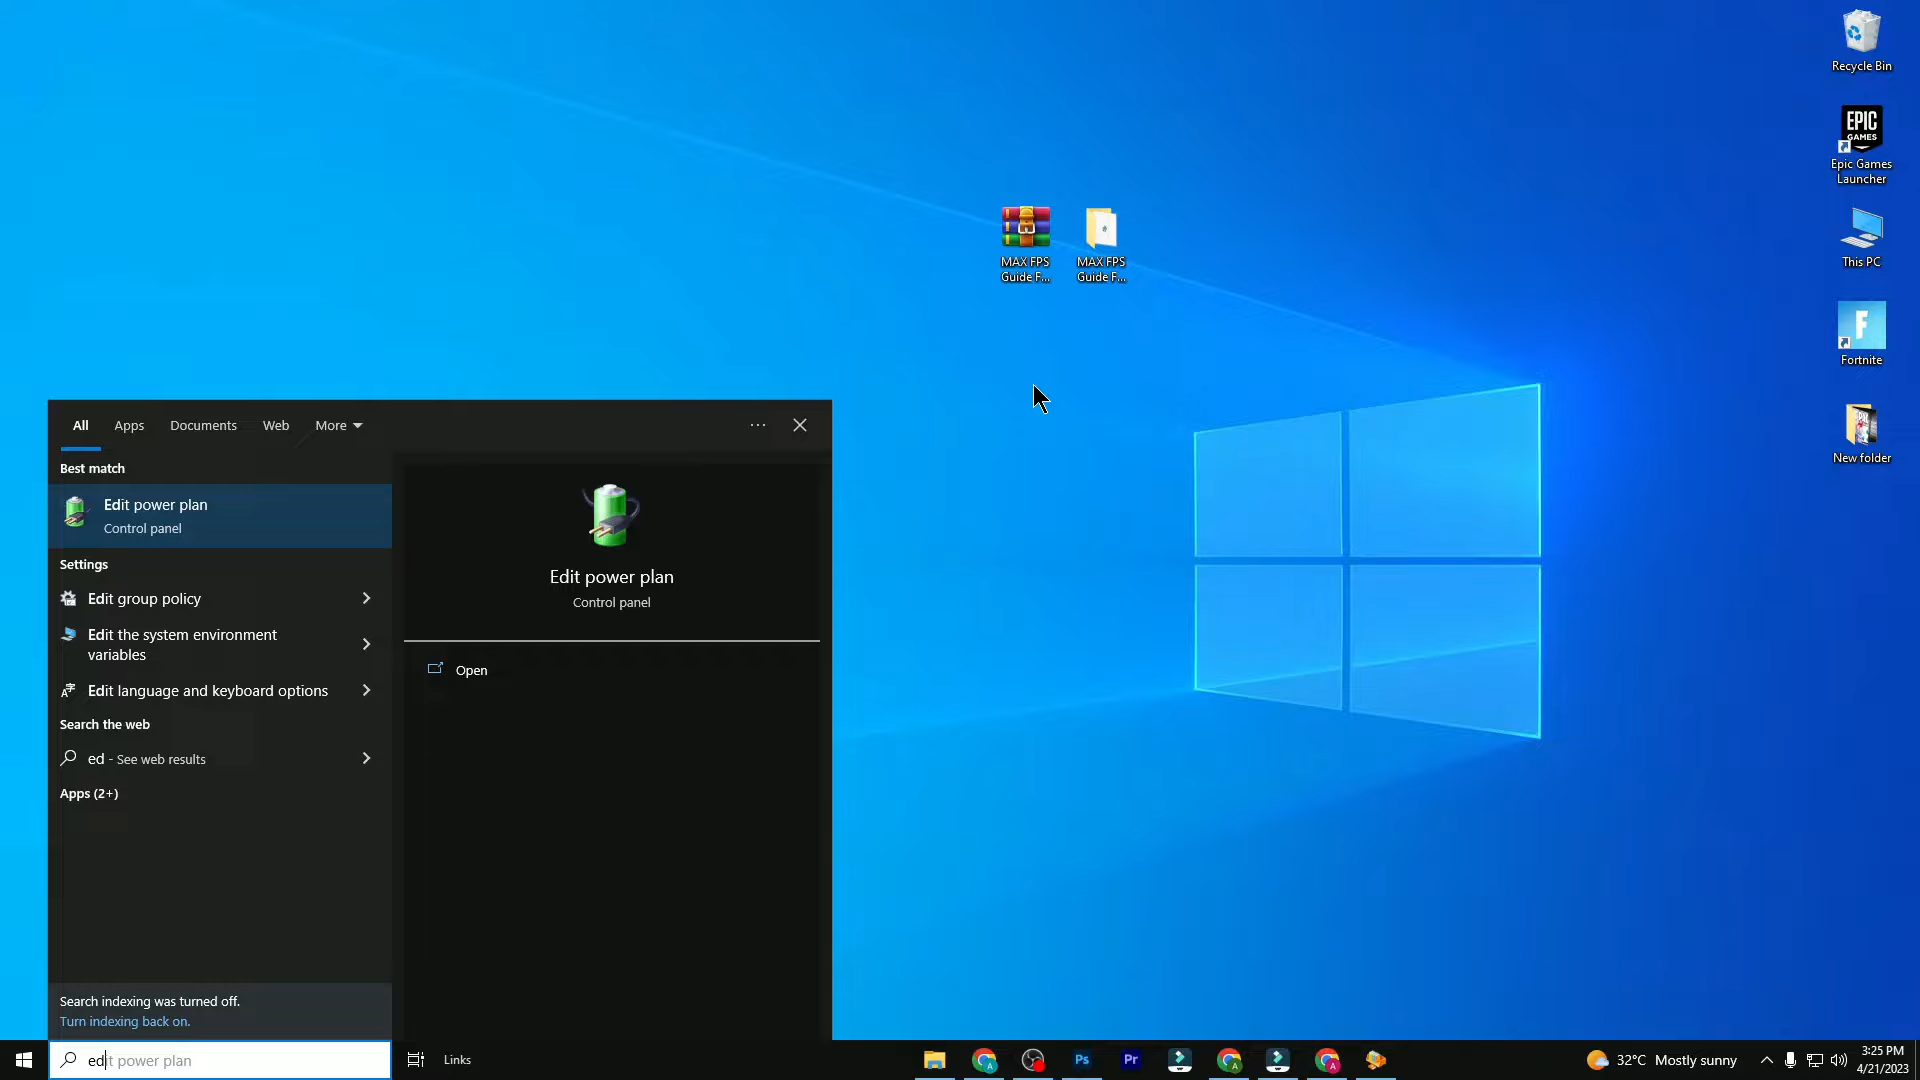 Recycle Bin
EPIC
GAMES
Epic Games
Launcher
MAX FPS
Guide F...
MAX FPS
Guide F...
This PC
F
Fortnite
New folder
All Apps Documents Web More
Best match
Edit power plan
Control panel
Settings
Edit group policy
Edit the system environment
variables
Edit language and keyboard options
Search the web
ed - See web results
Apps (2+)
Edit power plan
Control panel
Open
Search indexing was turned off.
Turn indexing back on.
edit power plan
Links
A
Ps
Pr
A
A
32°C Mostly sunny
3:25 PM
4/21/2023